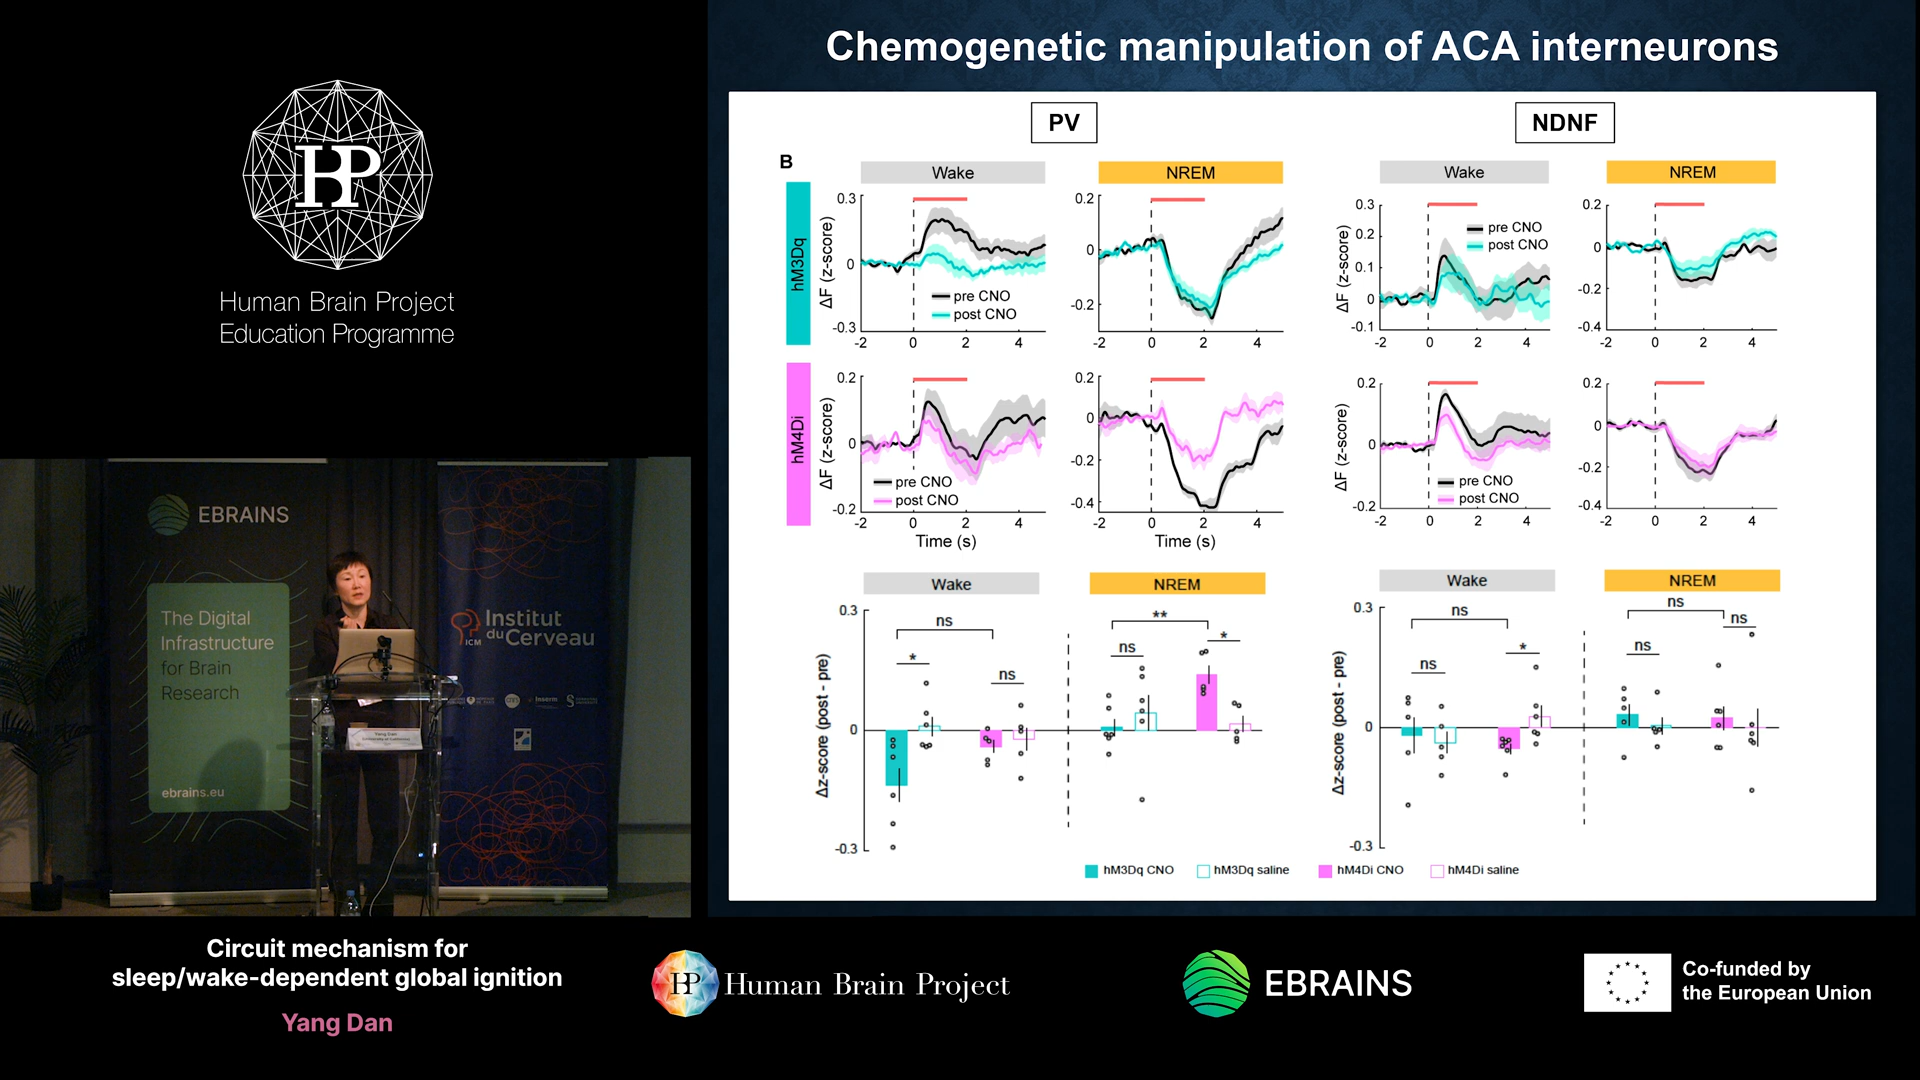 HP
Human Brain Project
Education Programme
EBRAINS
The Digital
Infrastructure
for Brain
Research
ebrains.eu
Institut
du Cerveau
ICM
Yang Dan
Chemogenetic manipulation of ACA interneurons
PV
NDNF
B
Wake
NREM
Wake
NREM
hM3Dq
ΔF (z-score)
0.3
0
-0.3
pre CNO
post CNO
-2 0 2 4
0.2
0
-0.2
-2 0 2 4
ΔF (z-score)
0.3
0.2
0.1
0
-0.1
pre CNO
post CNO
-2 0 2 4
0.2
0
-0.2
-0.4
-2 0 2 4
hM4Di
ΔF (z-score)
0.2
0
-0.2
pre CNO
post CNO
-2 0 2 4
Time (s)
0.2
0
-0.2
-0.4
-2 0 2 4
Time (s)
ΔF (z-score)
0.2
0
-0.2
pre CNO
post CNO
-2 0 2 4
0.2
0
-0.2
-0.4
-2 0 2 4
Wake
NREM
Δz-score (post - pre)
0.3
0
-0.3
ns
*
ns
**
ns
*
Wake
NREM
Δz-score (post - pre)
0.3
0
-0.3
ns
ns
*
ns
ns
ns
hM3Dq CNO
hM3Dq saline
hM4Di CNO
hM4Di saline
Circuit mechanism for
sleep/wake-dependent global ignition
Yang Dan
HP
Human Brain Project
EBRAINS
Co-funded by
the European Union